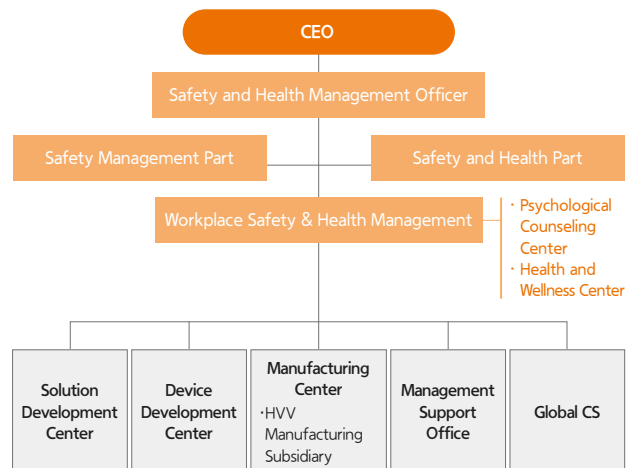 CEO
Safety and Health Management Officer
Safety Management Part
Safety and Health Part
Workplace Safety & Health Management
· Psychological
Counseling
Center
· Health and
Wellness Center
Solution
Development
Center
Device
Development
Center
Manufacturing
Center
·HVV
Manufacturing
Subsidiary
Management
Support
Office
Global CS